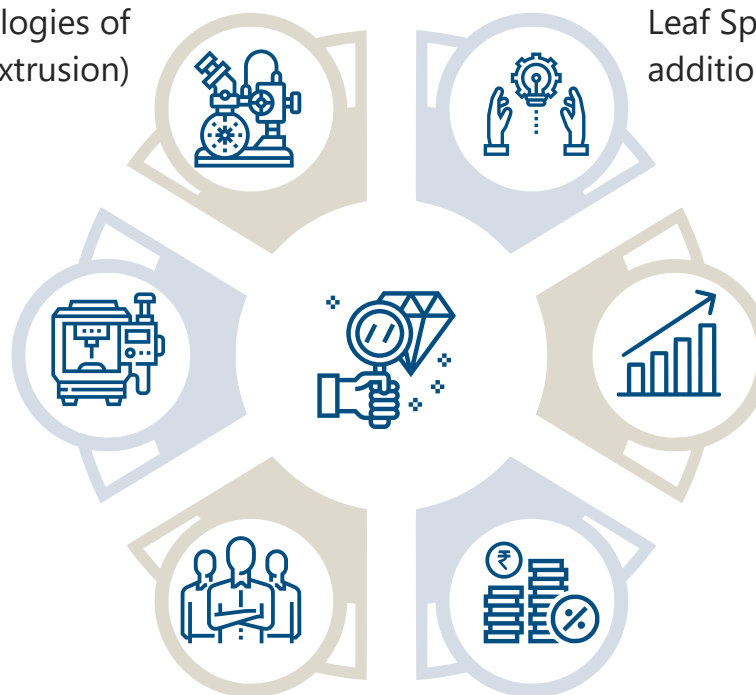 logies of
xtrusion)
Leaf Sp
additio
₹
%